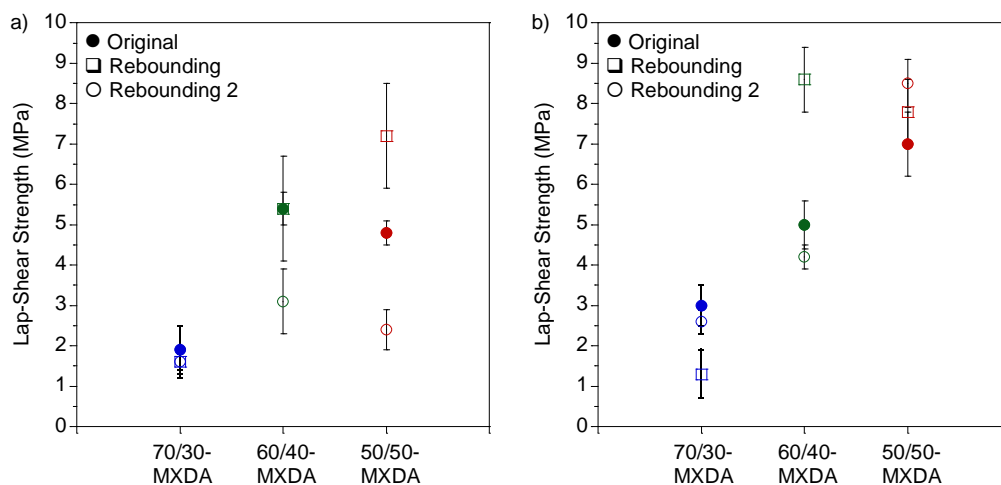 a)
Lap-Shear Strength (MPa)
10
9
8
7
6
5
4
3
2
1
0
Original
Rebounding
Rebounding 2
70/30-
MXDA
60/40-
MXDA
50/50-
MXDA
b)
Lap-Shear Strength (MPa)
10
9
8
7
6
5
4
3
2
1
0
Original
Rebounding
Rebounding 2
70/30-
MXDA
60/40-
MXDA
50/50-
MXDA